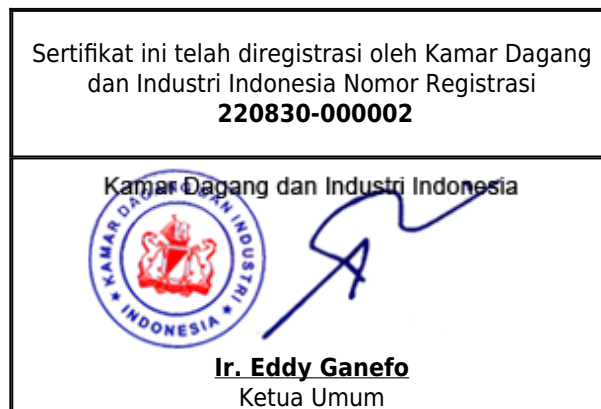 Sertifikat ini telah diregistrasi oleh Kamar Dagang
dan Industri Indonesia Nomor Registrasi
220830-000002
Kamar Dagang dan Industri Indonesia
KAMAR DAGANG DAN INDUSTRI
INDONESIA
Ir. Eddy Ganefo
Ketua Umum